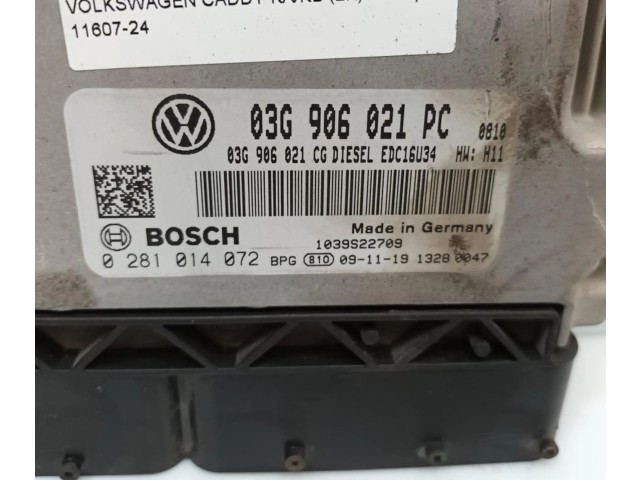 VOLKSWAGEN CADDY
11607-24
03G 906 021 PC 0810
03G 906 021 CG DIESEL EDC16U34 HW: H11
Made in Germany
BOSCH 1039S22709
0 281 014 072 BPG 810 09-11-19 1328 0047